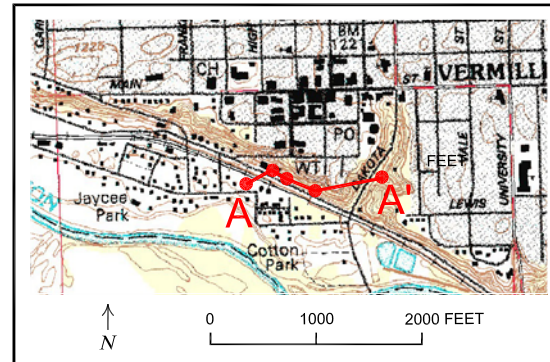 BM
1221
1225
MAIN
CH
ST
VERMILL
ST
ST
PO
WT
DAKOTA
FEET
VALE
UNIVERSITY
LEWIS
Jaycee
Park
A
A'
Cotton
Park
N
0
1000
2000 FEET